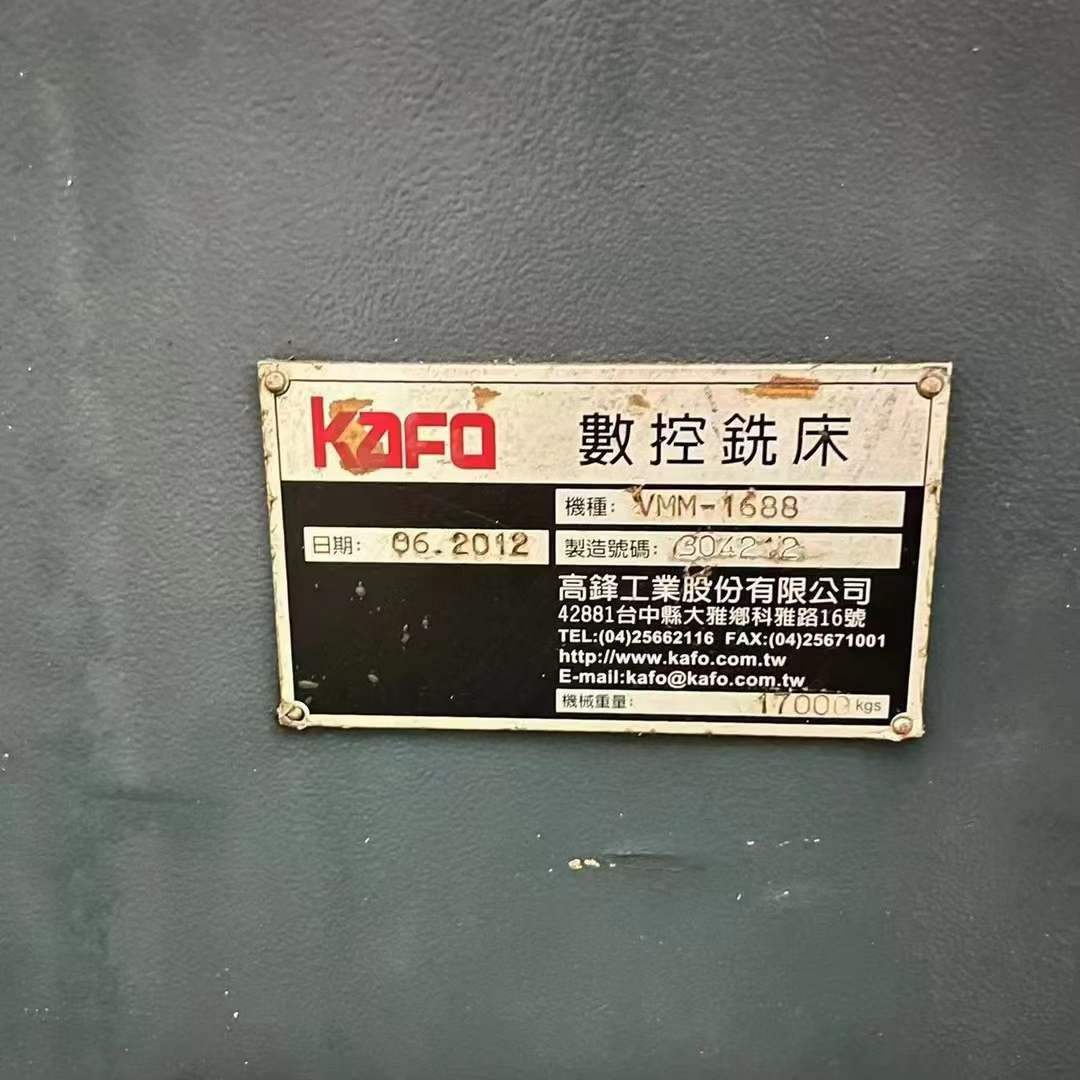 KAFO 數控銑床
機種: VMM-1688
日期: 06.2012 製造號碼: 304212
高鋒工業股份有限公司
42881台中縣大雅鄉科雅路16號
TEL:(04)25662116 FAX:(04)25671001
http://www.kafo.com.tw
E-mail:kafo@kafo.com.tw
機械重量: 17000 kgs